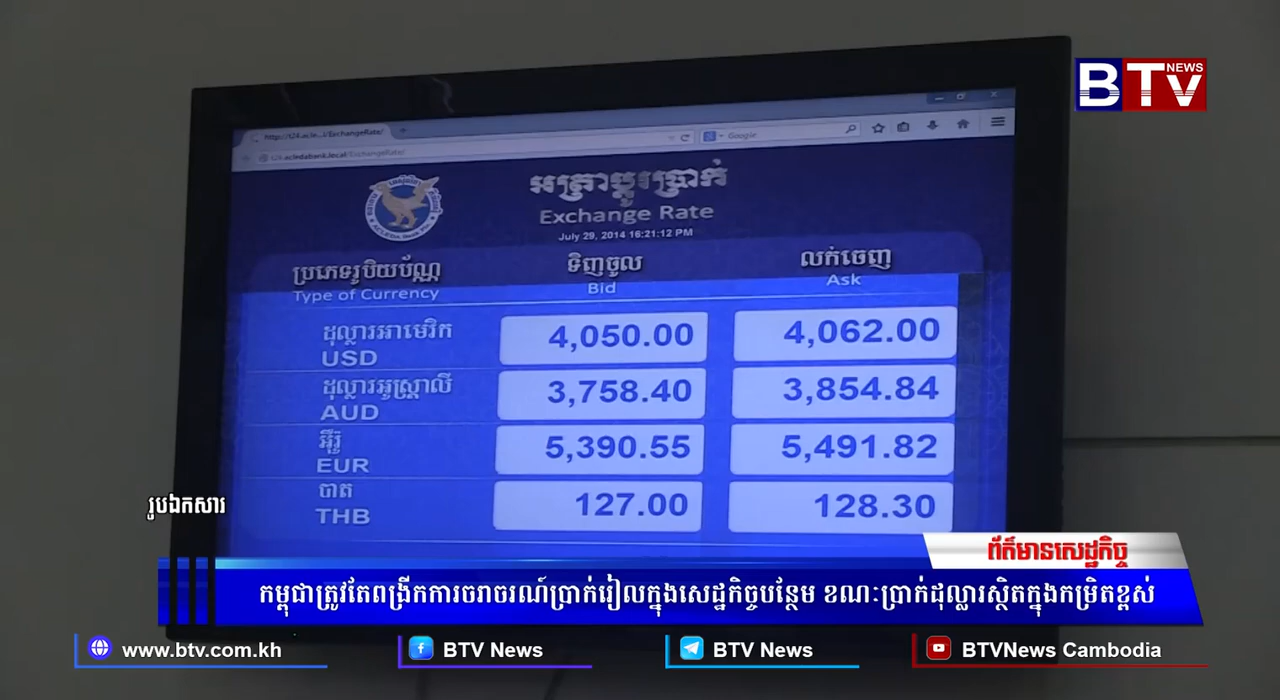 BTV NEWS
http://t24.acle...l/ExchangeRate/
t24.acledabank.local/ExchangeRate/
Google
អត្រាប្តូរប្រាក់
Exchange Rate
July 29, 2014 16:21:12 PM
ប្រភេទរូបិយប័ណ្ណ ទិញចូល លក់ចេញ
Type of Currency Bid Ask
ដុល្លារអាមេរិក
USD 4,050.00 4,062.00
ដុល្លារអូស្ត្រាលី
AUD 3,758.40 3,854.84
អឺរ៉ូ
EUR 5,390.55 5,491.82
បាត
THB 127.00 128.30
រូបឯកសារ
ព័ត៌មានសេដ្ឋកិច្ច
កម្ពុជាត្រូវតែពង្រីកការចរាចរណ៍ប្រាក់រៀលក្នុងសេដ្ឋកិច្ចបន្ថែម ខណៈប្រាក់ដុល្លារស្ថិតក្នុងកម្រិតខ្ពស់
www.btv.com.kh BTV News BTV News BTVNews Cambodia